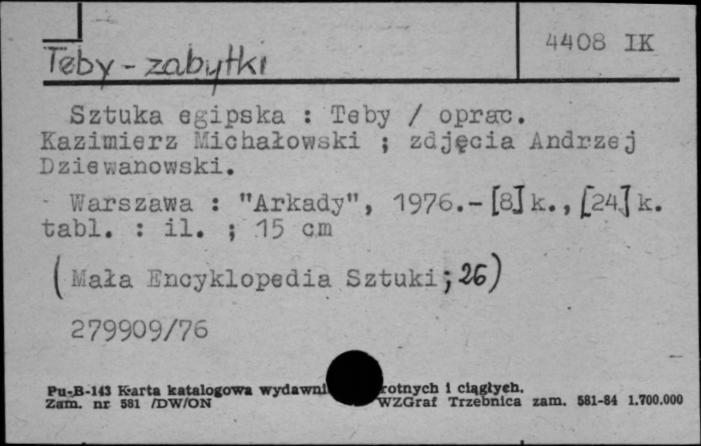 4408 IK
Teby - zabytki
Sztuka egipska : Teby / oprac.
Kazimierz Michałowski ; zdjęcia Andrzej
Dziewanowski.
Warszawa : "Arkady", 1976.- [8] k., [24] k.
tabl. : il. ; 15 cm
(Mała Encyklopedia Sztuki; 26)
279909/76
Pu-B-143 Karta katalogowa wydawni rotnych i ciągłych.
Zam. nr 581 /DW/ON WZGraf Trzebnica zam. 581-84 1.700.000